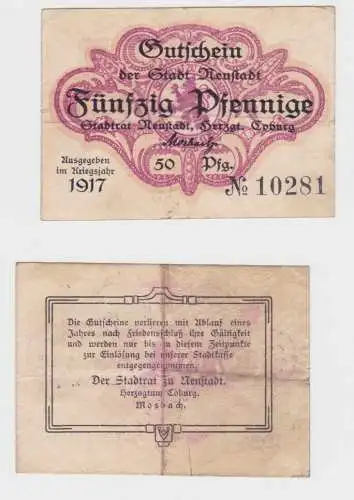 Gutschein
der Stadt Neustadt
Fünfzig Pfennige
Stadtrat Neustadt, Herzgt. Coburg
50 Pfg.
Ausgegeben
im Kriegsjahr
1917
№ 10281
Die Gutscheine verlieren mit Ablauf eines
Jahres nach Friedensschluß ihre Gültigkeit
und werden nur bis zu diesem Zeitpunkte
zur Einlösung bei unserer Stadtkasse
entgegengenommen.
Der Stadtrat zu Neustadt.
Herzogtum Coburg.
Mosbach.